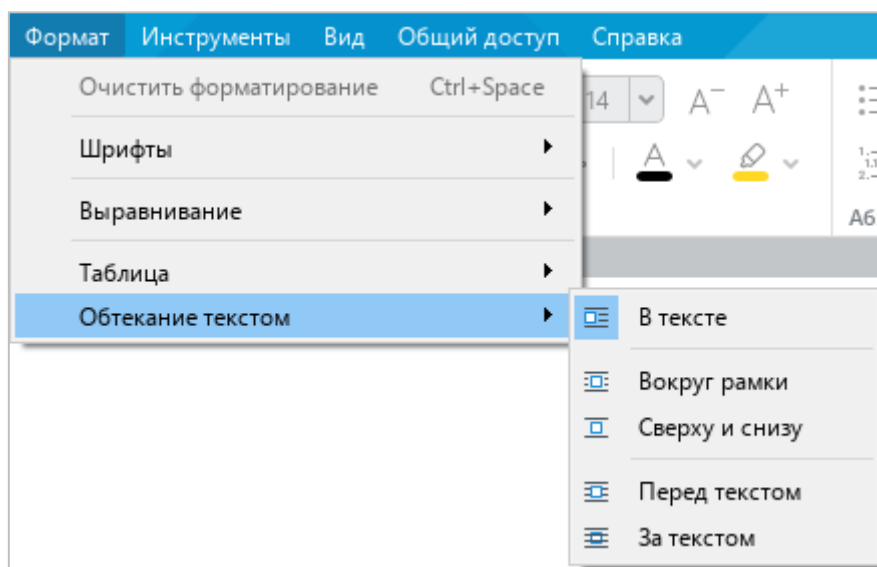 Формат Инструменты Вид Общий доступ Справка
Очистить форматирование Ctrl+Space
14 A⁻ A⁺
Шрифты
A
Выравнивание
Аб
Таблица
Обтекание текстом
В тексте
Вокруг рамки
Сверху и снизу
Перед текстом
За текстом